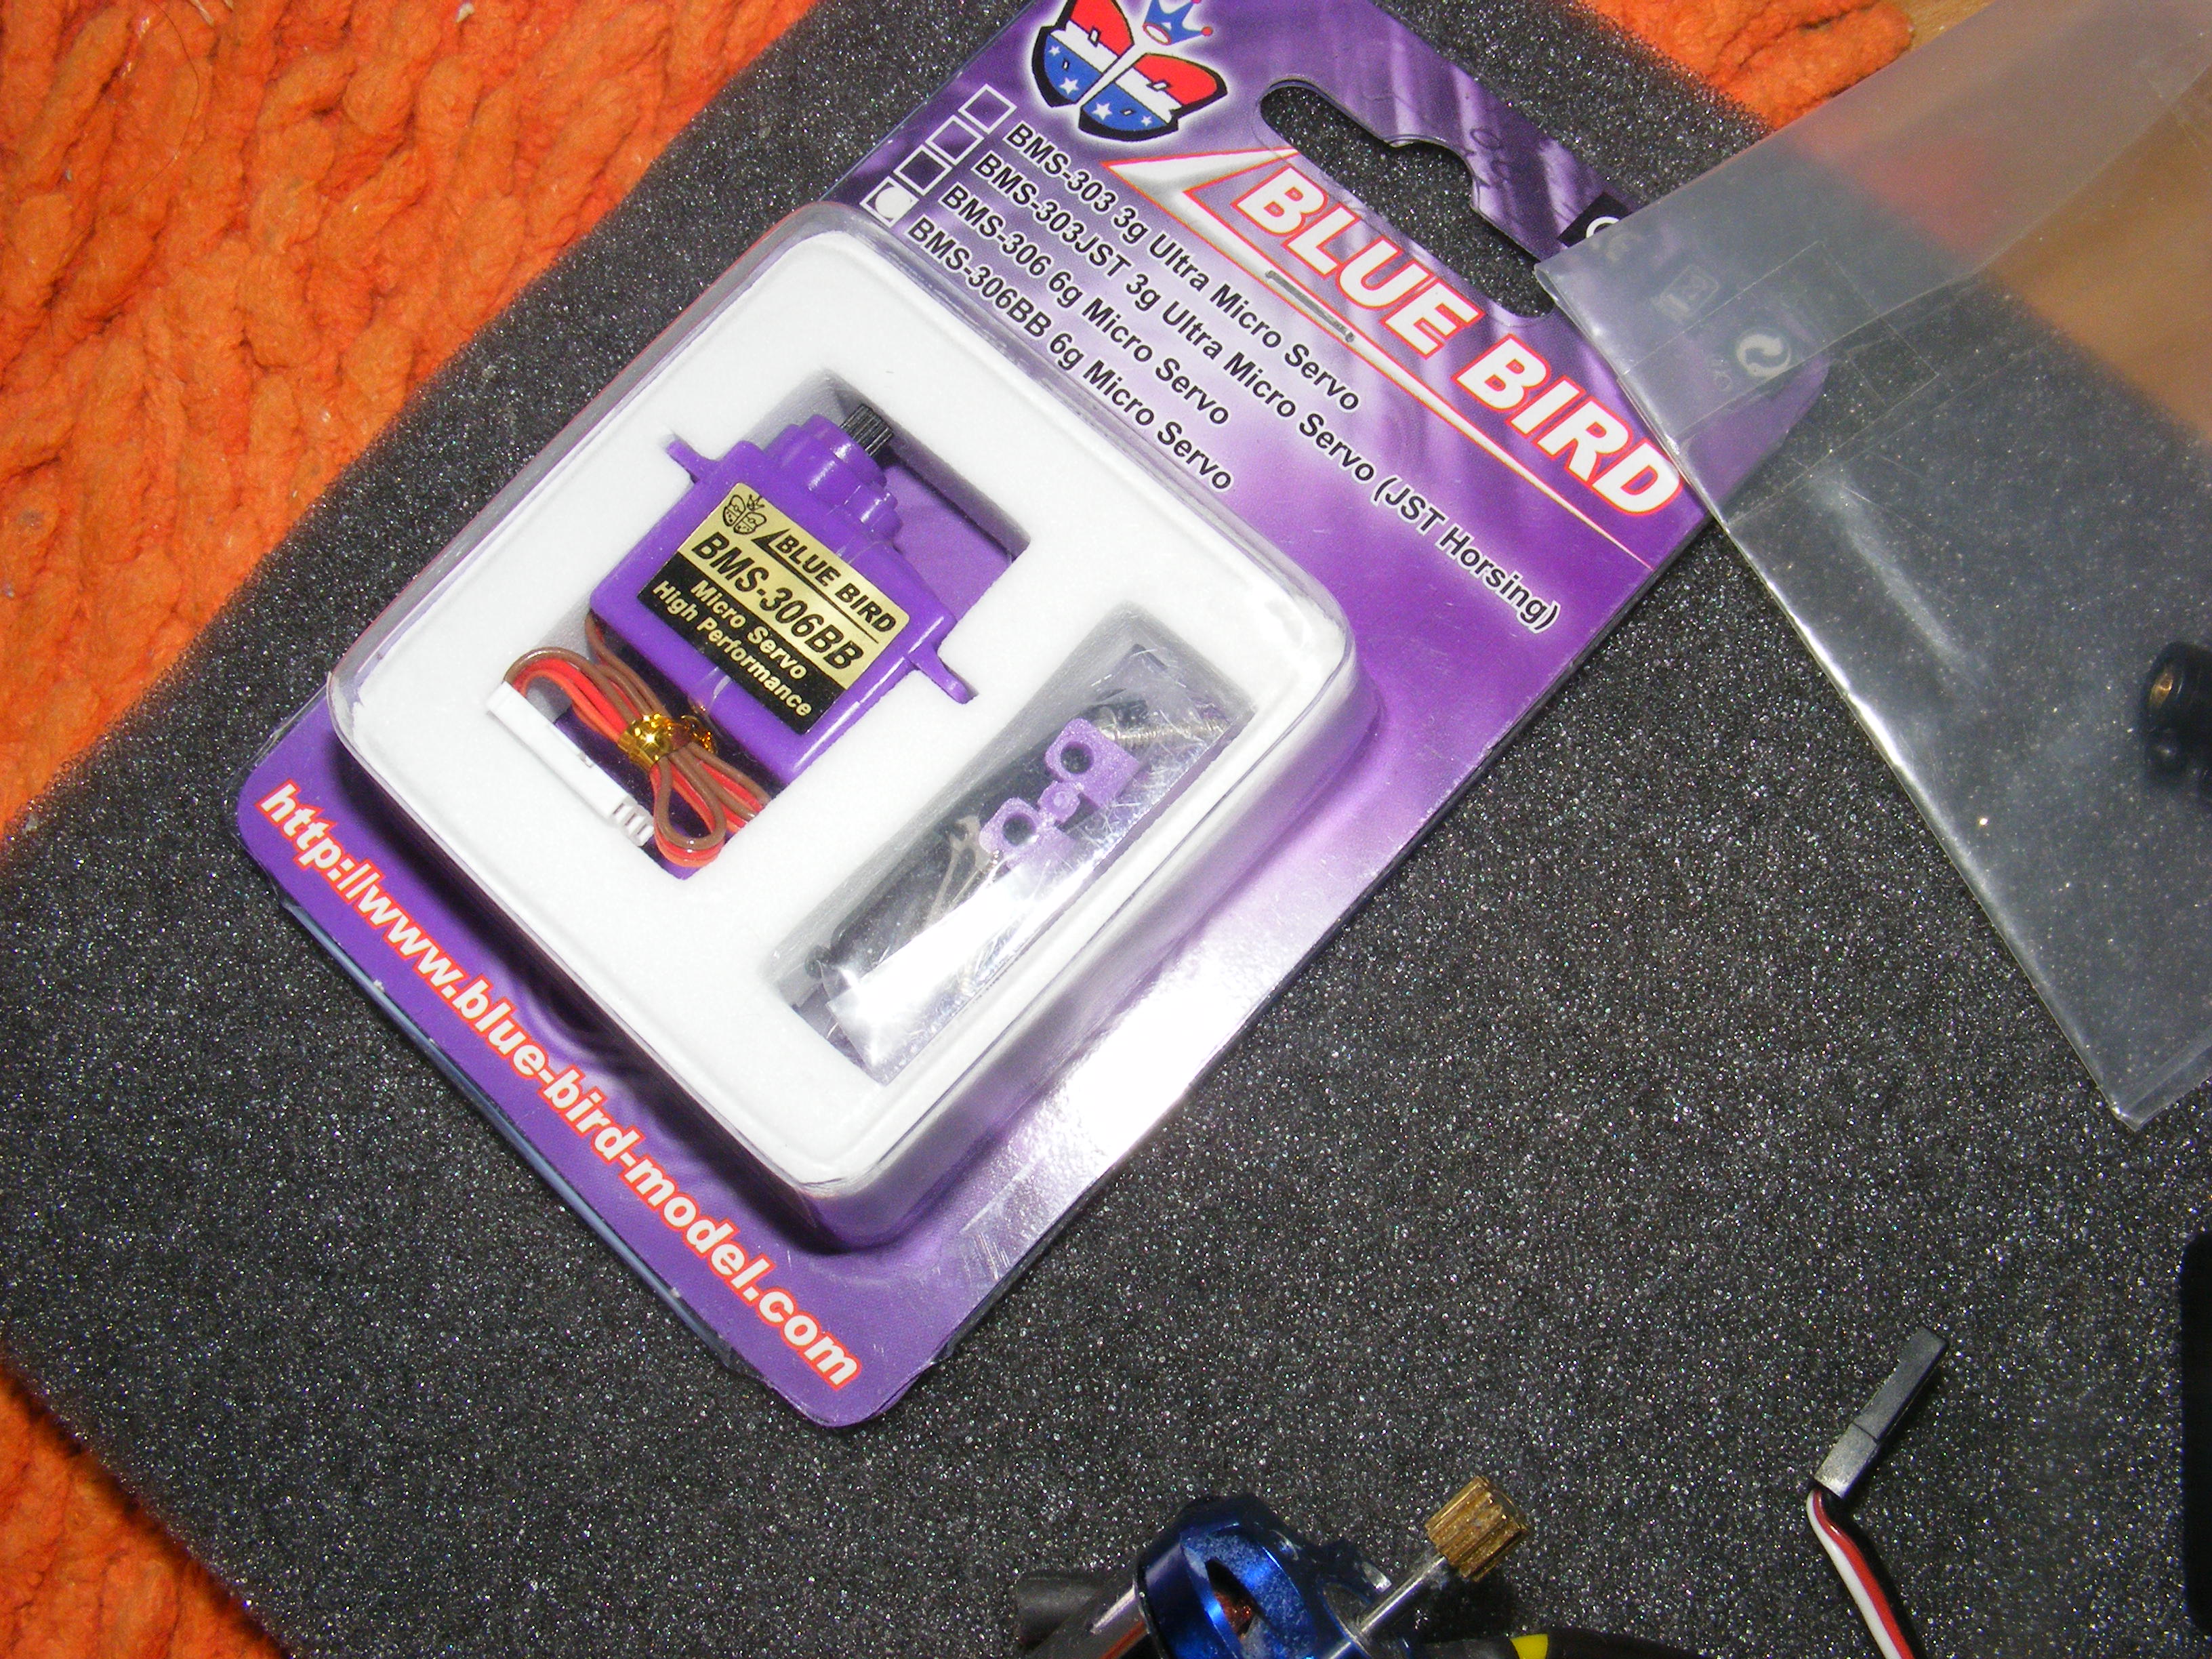 BLUE BIRD
BMS-303 3g Ultra Micro Servo
BMS-303JST 3g Ultra Micro Servo (JST Horsing)
BMS-306 6g Micro Servo
BMS-306BB 6g Micro Servo
BLUE BIRD
BMS-306BB
Micro Servo
High Performance
http://www.blue-bird-model.com